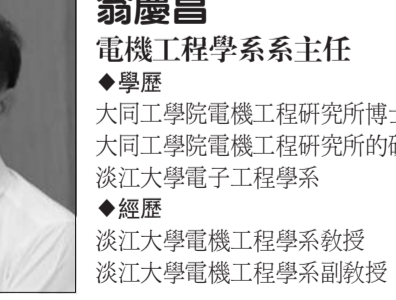 翁慶昌
電機工程學系系主任
◆學歷
大同工學院電機工程研究所博士
大同工學院電機工程研究所的碩
淡江大學電子工程學系
◆經歷
淡江大學電機工程學系教授
淡江大學電機工程學系副教授